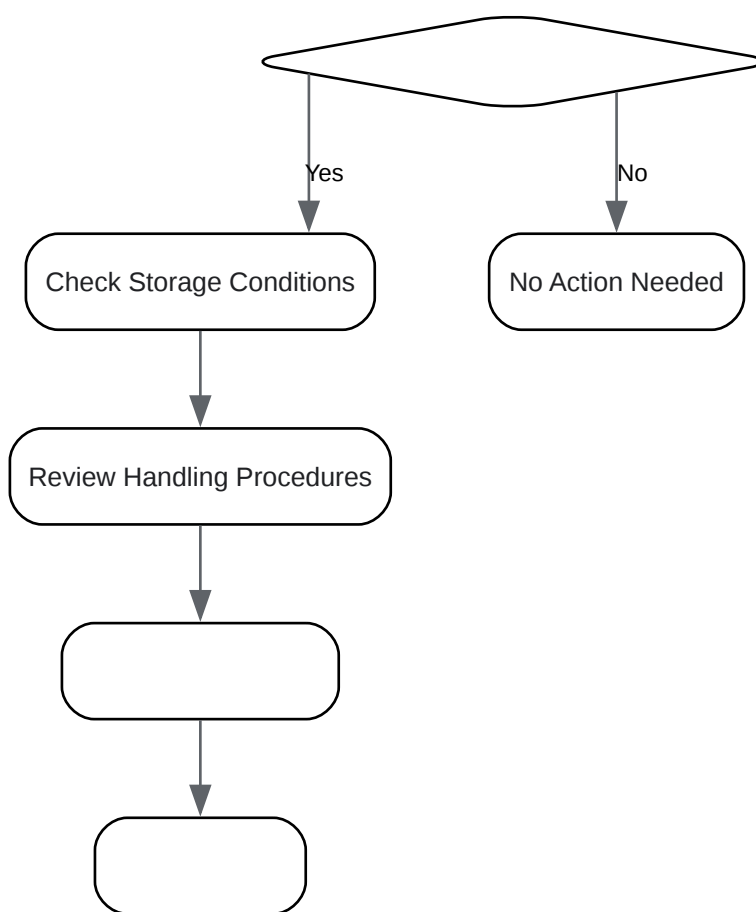 Yes
No
Check Storage Conditions
No Action Needed
Review Handling Procedures